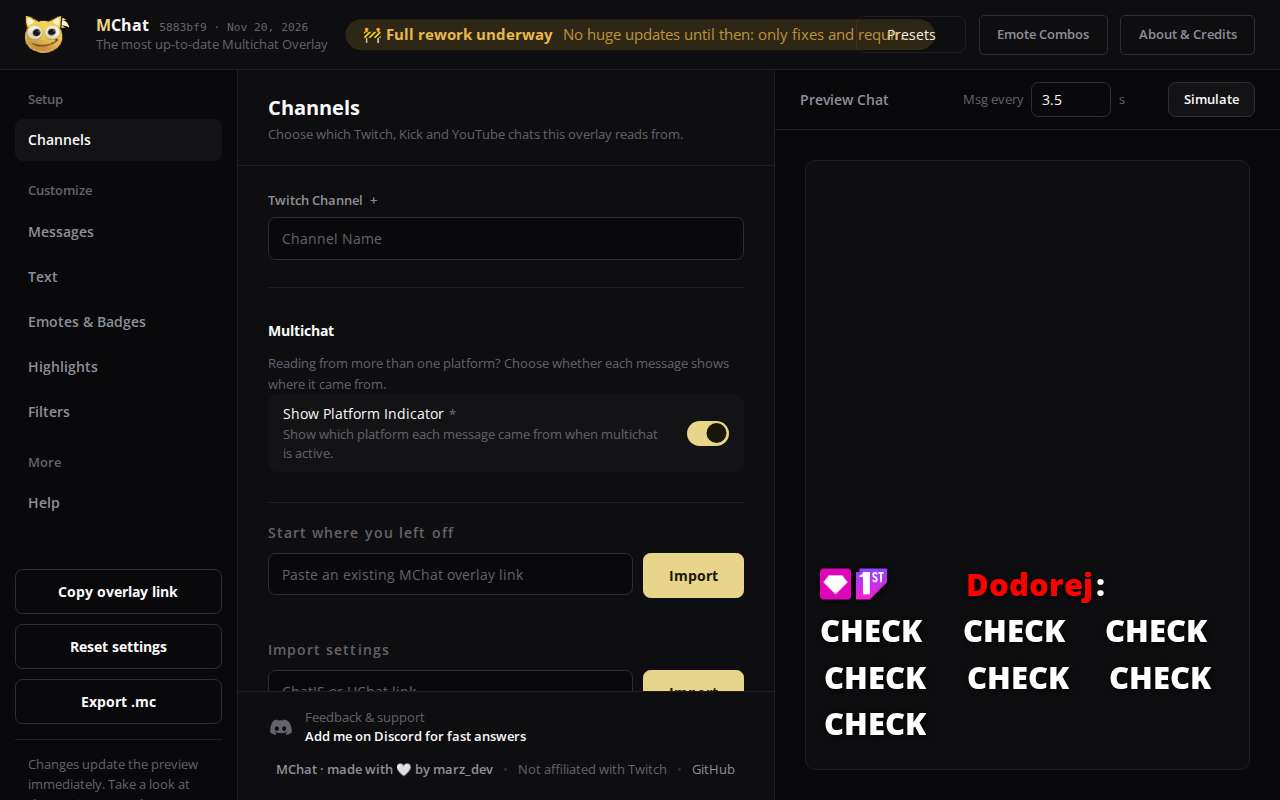 MChat 5883bf9 · Nov 20, 2026
The most up-to-date Multichat Overlay
🚧 Full rework underway No huge updates until then: only fixes and
Presets
Emote Combos
About & Credits
Setup
Channels
Customize
Messages
Text
Emotes & Badges
Highlights
Filters
More
Help
Copy overlay link
Reset settings
Export .mc
Changes update the preview
immediately. Take a look at
Channels
Choose which Twitch, Kick and YouTube chats this overlay reads from.
Twitch Channel +
Channel Name
Multichat
Reading from more than one platform? Choose whether each message shows
where it came from.
Show Platform Indicator *
Show which platform each message came from when multichat
is active.
Start where you left off
Paste an existing MChat overlay link
Import
Import settings
ChatIS or UChat link
Import
Feedback & support
Add me on Discord for fast answers
MChat · made with 🤍 by marz_dev · Not affiliated with Twitch · GitHub
Preview Chat
Msg every 3.5 s
Simulate
1ST Dodorej:
CHECK CHECK CHECK
CHECK CHECK CHECK
CHECK